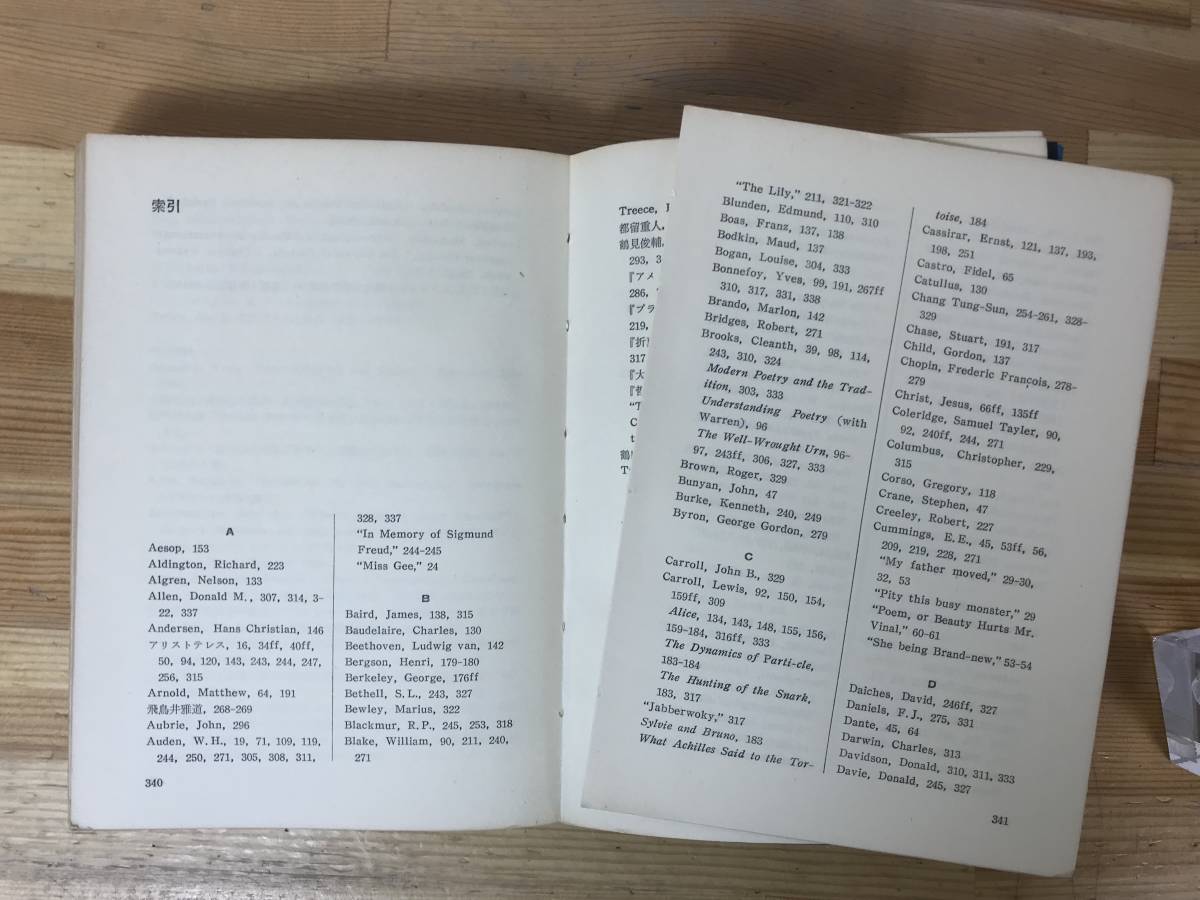 索引
A
Aesop, 153
Aldington, Richard, 223
Algren, Nelson, 133
Allen, Donald M., 307, 314, 3-
22, 337
Andersen, Hans Christian, 146
アリストテレス, 16, 34ff, 40ff,
50, 94, 120, 143, 243, 244, 247,
256, 315
Arnold, Matthew, 64, 191
飛鳥井雅道, 268-269
Aubrie, John, 296
Auden, W.H., 19, 71, 109, 119,
244, 250, 271, 305, 308, 311,
340
328, 337
“In Memory of Sigmund
Freud,” 244-245
“Miss Gee,” 24
B
Baird, James, 138, 315
Baudelaire, Charles, 130
Beethoven, Ludwig van, 142
Bergson, Henri, 179-180
Berkeley, George, 176ff
Bethell, S.L., 243, 327
Bewley, Marius, 322
Blackmur, R.P., 245, 253, 318
Blake, William, 90, 211, 240,
271
Treece,
都留重人,
鶴見俊輔,
293, 3
『アメ
286,
『プラ
219,
『折
317
『大
『哲
“T
C
t
鶴
T
“The Lily,” 211, 321-322
Blunden, Edmund, 110, 310
Boas, Franz, 137, 138
Bodkin, Maud, 137
Bogan, Louise, 304, 333
Bonnefoy, Yves, 99, 191, 267ff
310, 317, 331, 338
Brando, Marlon, 142
Bridges, Robert, 271
Brooks, Cleanth, 39, 98, 114,
243, 310, 324
Modern Poetry and the Trad-
ition, 303, 333
Understanding Poetry (with
Warren), 96
The Well-Wrought Urn, 96-
97, 243ff, 306, 327, 333
Brown, Roger, 329
Bunyan, John, 47
Burke, Kenneth, 240, 249
Byron, George Gordon, 279
C
Carroll, John B., 329
Carroll, Lewis, 92, 150, 154,
159ff, 309
Alice, 134, 143, 148, 155, 156,
159-184, 316ff, 333
The Dynamics of Parti-cle,
183-184
The Hunting of the Snark,
183, 317
“Jabberwoky,” 317
Sylvie and Bruno, 183
What Achilles Said to the Tor-
toise, 184
Cassirar, Ernst, 121, 137, 193,
198, 251
Castro, Fidel, 65
Catullus, 130
Chang Tung-Sun, 254-261, 328-
329
Chase, Stuart, 191, 317
Child, Gordon, 137
Chopin, Frederic François, 278-
279
Christ, Jesus, 66ff, 135ff
Coleridge, Samuel Tayler, 90,
92, 240ff, 244, 271
Columbus, Christopher, 229,
315
Corso, Gregory, 118
Crane, Stephen, 47
Creeley, Robert, 227
Cummings, E.E., 45, 53ff, 56,
209, 219, 228, 271
“My father moved,” 29-30,
32, 53
“Pity this busy monster,” 29
“Poem, or Beauty Hurts Mr.
Vinal,” 60-61
“She being Brand-new,” 53-54
D
Daiches, David, 246ff, 327
Daniels, F.J., 275, 331
Dante, 45, 64
Darwin, Charles, 313
Davidson, Donald, 310, 311, 333
Davie, Donald, 245, 327
341